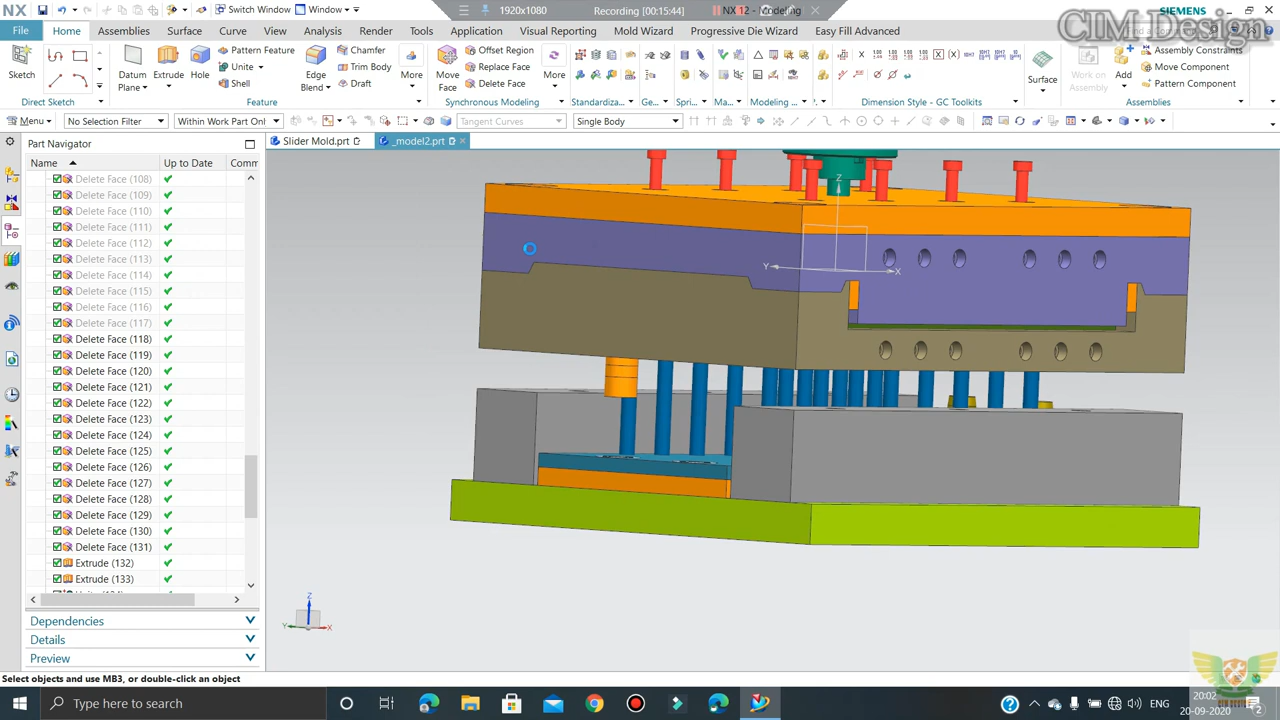 NX
Switch Window
Window
1920x1080
Recording [00:15:44]
NX 12 - Modeling
SIEMENS
CIM Design
File
Home
Assemblies
Surface
Curve
View
Analysis
Render
Tools
Application
Visual Reporting
Mold Wizard
Progressive Die Wizard
Easy Fill Advanced
Sketch
Datum Plane
Extrude
Hole
Pattern Feature
Unite
Shell
Edge Blend
Chamfer
Trim Body
Draft
More
Move Face
Offset Region
Replace Face
Delete Face
More
Surface
Work on Assembly
Add
Assembly Constraints
Move Component
Pattern Component
Direct Sketch
Feature
Synchronous Modeling
Standardiza...
Ge...
Spri...
Ma...
Modeling ...
Dimension Style - GC Toolkits
Assemblies
Menu
No Selection Filter
Within Work Part Onl
Tangent Curves
Single Body
Part Navigator
Slider Mold.prt
_model2.prt
Name
Up to Date
Comm
Delete Face (108)
Delete Face (109)
Delete Face (110)
Delete Face (111)
Delete Face (112)
Delete Face (113)
Delete Face (114)
Delete Face (115)
Delete Face (116)
Delete Face (117)
Delete Face (118)
Delete Face (119)
Delete Face (120)
Delete Face (121)
Delete Face (122)
Delete Face (123)
Delete Face (124)
Delete Face (125)
Delete Face (126)
Delete Face (127)
Delete Face (128)
Delete Face (129)
Delete Face (130)
Delete Face (131)
Extrude (132)
Extrude (133)
Z
Y
X
Z
Y
X
Dependencies
Details
Preview
Select objects and use MB3, or double-click an object
Type here to search
ENG
20:02
20-09-2020
2